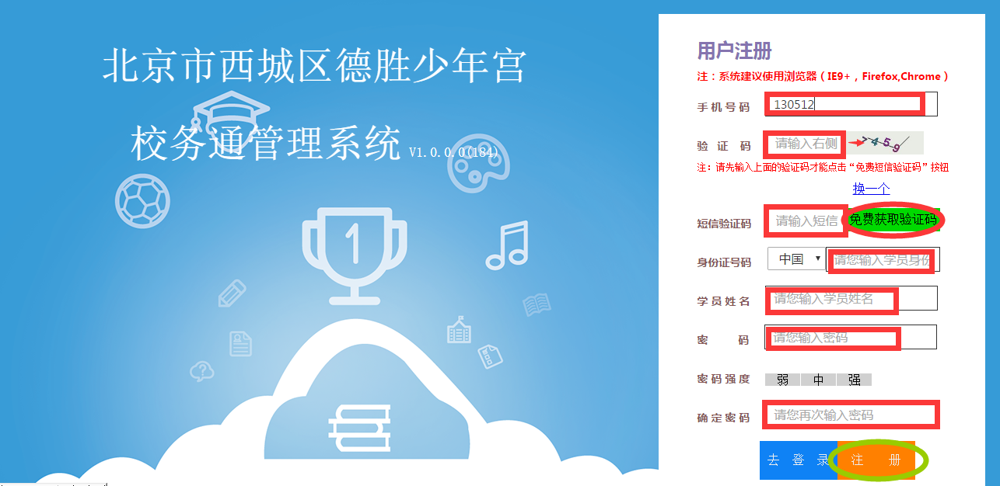 北京市西城区德胜少年宫
校务通管理系统 V1.0.0.0(184)
1
用户注册
注：系统建议使用浏览器（IE9+，Firefox,Chrome）
手机号码 130512
验 证 码 请输入右侧 7459
注：请先输入上面的验证码才能点击“免费短信验证码”按钮
换一个
短信验证码 请输入短信 免费获取验证码
身份证号码 中国 请您输入学员身份
学员姓名 请您输入学员姓名
密 码 请您输入密码
密码强度 弱 中 强
确定密码 请您再次输入密码
去 登 录 注 册